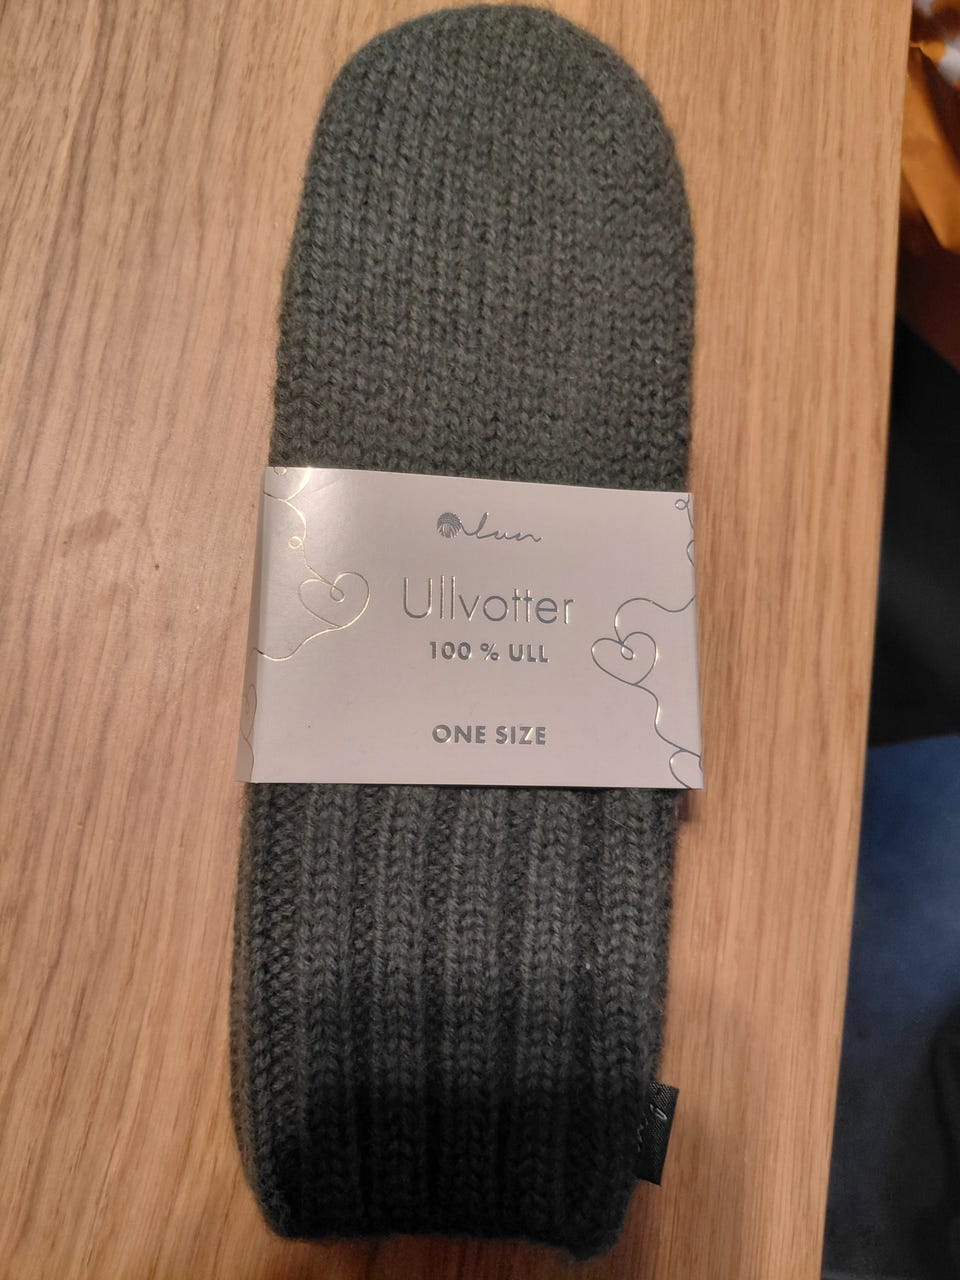 lun
Ullvotter
100 % ULL
ONE SIZE